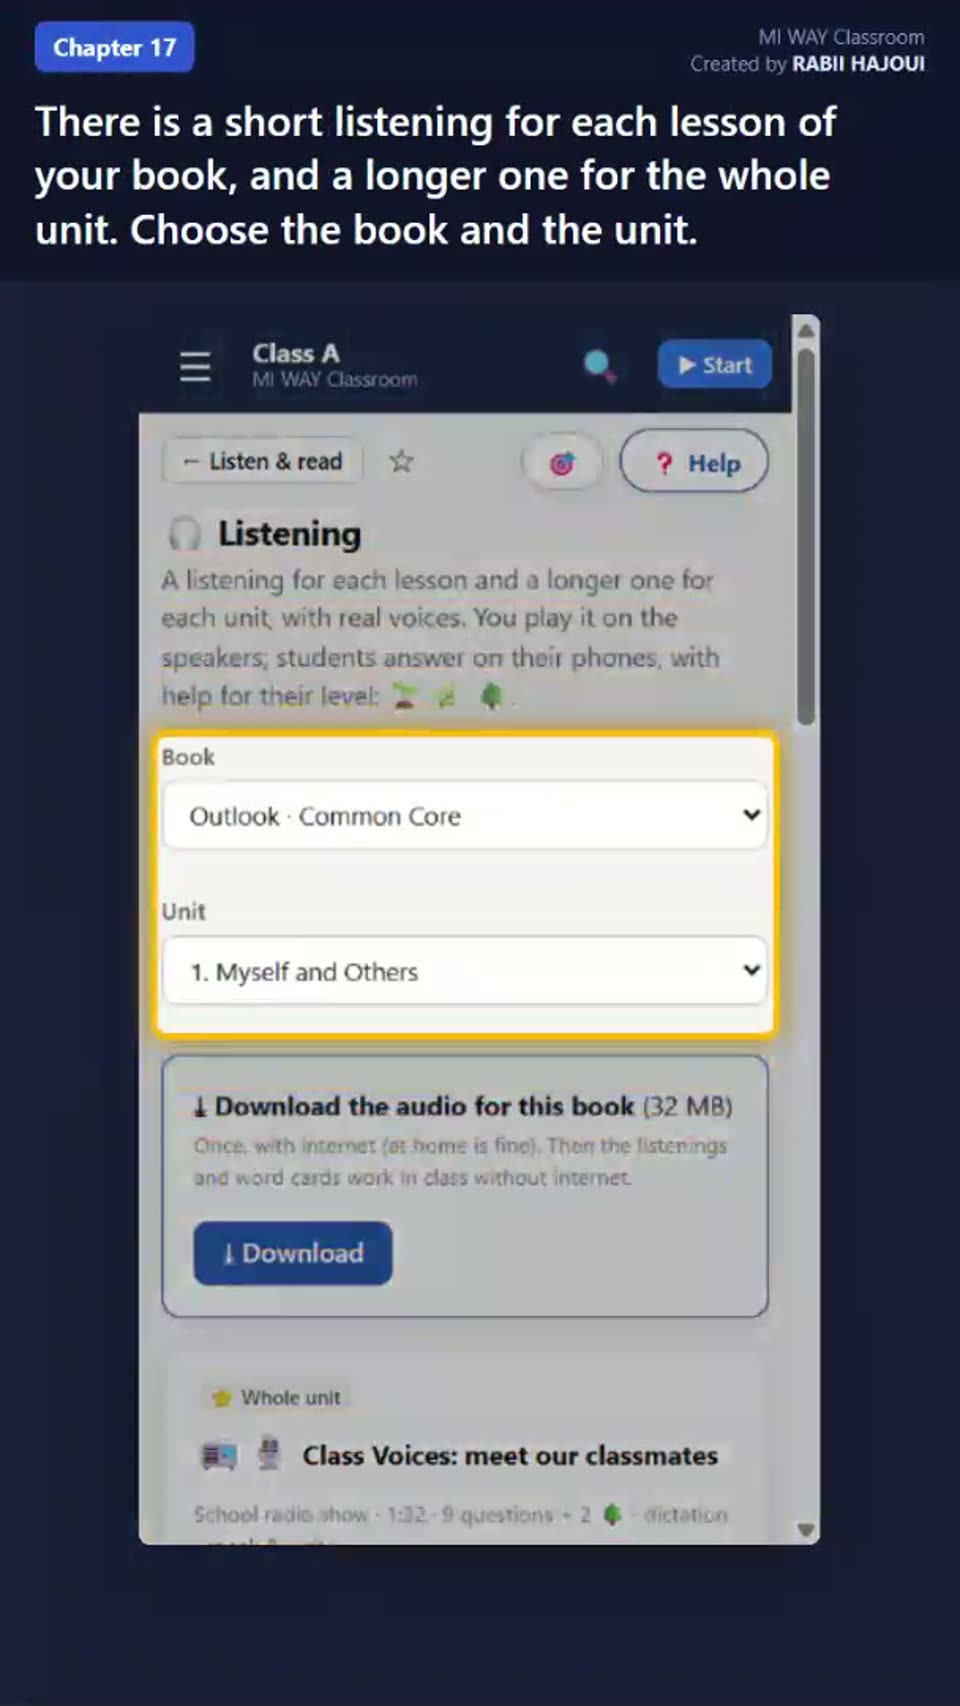 Chapter 17
MI WAY Classroom
Created by RABII HAJOUI
There is a short listening for each lesson of
your book, and a longer one for the whole
unit. Choose the book and the unit.
Class A
MI WAY Classroom
▶ Start
← Listen & read
☆
❓ Help
🎧 Listening
A listening for each lesson and a longer one for
each unit, with real voices. You play it on the
speakers; students answer on their phones, with
help for their level:
Book
Outlook · Common Core
Unit
1. Myself and Others
⤓ Download the audio for this book (32 MB)
Once, with internet (at home is fine). Then the listenings
and word cards work in class without internet.
⤓ Download
⭐ Whole unit
Class Voices: meet our classmates
School radio show · 1:32 · 9 questions + 2 🌳 · dictation